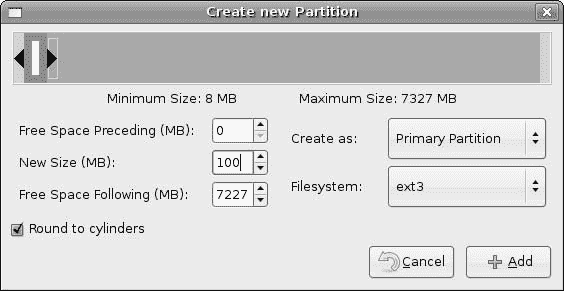 Create new Partition
Minimum Size: 8 MB Maximum Size: 7327 MB
Free Space Preceding (MB): 0
Create as: Primary Partition
New Size (MB): 100
Filesystem: ext3
Free Space Following (MB): 7227
Round to cylinders
Cancel Add